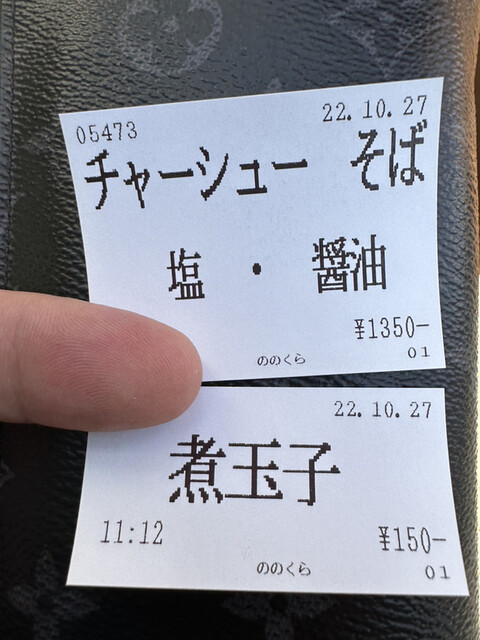 05473 22.10.27
チャーシュー そば
塩 ・ 醤油
¥1350-
ののくら 01
22.10.27
煮玉子
11:12 ¥150-
ののくら 01